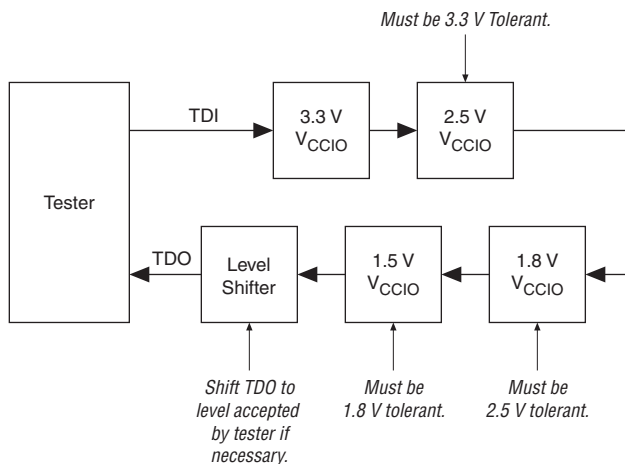 Must be 3.3 V Tolerant.
Tester
TDI
3.3 V
VCCIO
2.5 V
VCCIO
TDO
Level
Shifter
1.5 V
VCCIO
1.8 V
VCCIO
Shift TDO to
level accepted
by tester if
necessary.
Must be
1.8 V tolerant.
Must be
2.5 V tolerant.